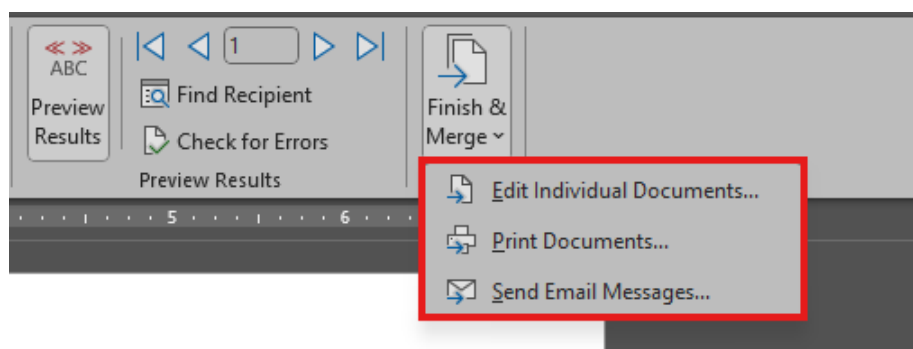 ABC
Preview
Results
1
Find Recipient
Check for Errors
Preview Results
Finish &
Merge
Edit Individual Documents...
Print Documents...
Send Email Messages...
5
6